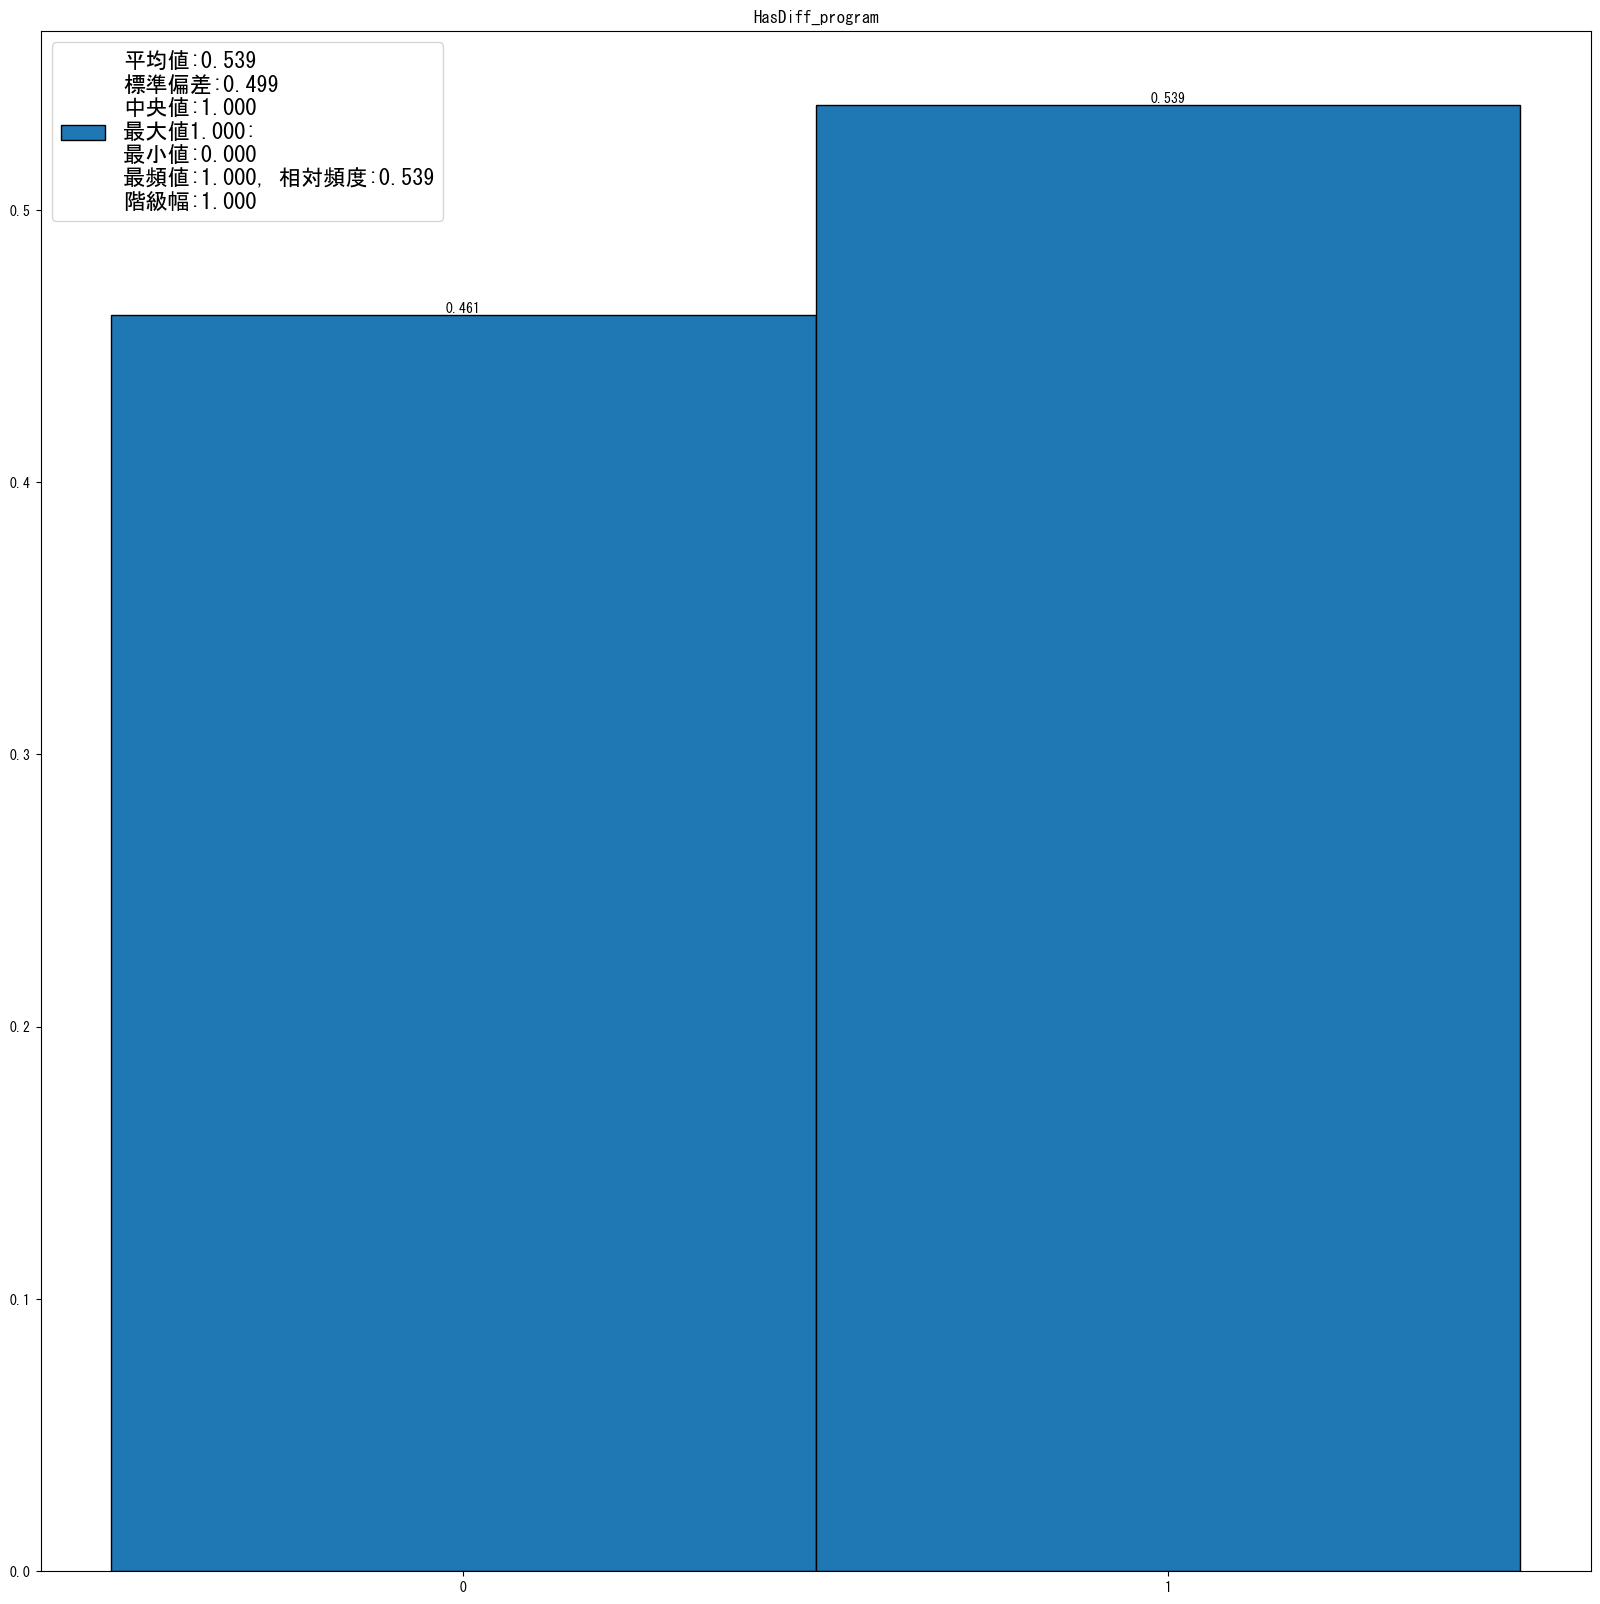 HasDiff_program
平均値:0.539
標準偏差:0.499
中央値:1.000
最大値1.000:
最小値:0.000
最頻値:1.000, 相対頻度:0.539
階級幅:1.000
0.539
0.461
0.5
0.4
0.3
0.2
0.1
0.0
0
1